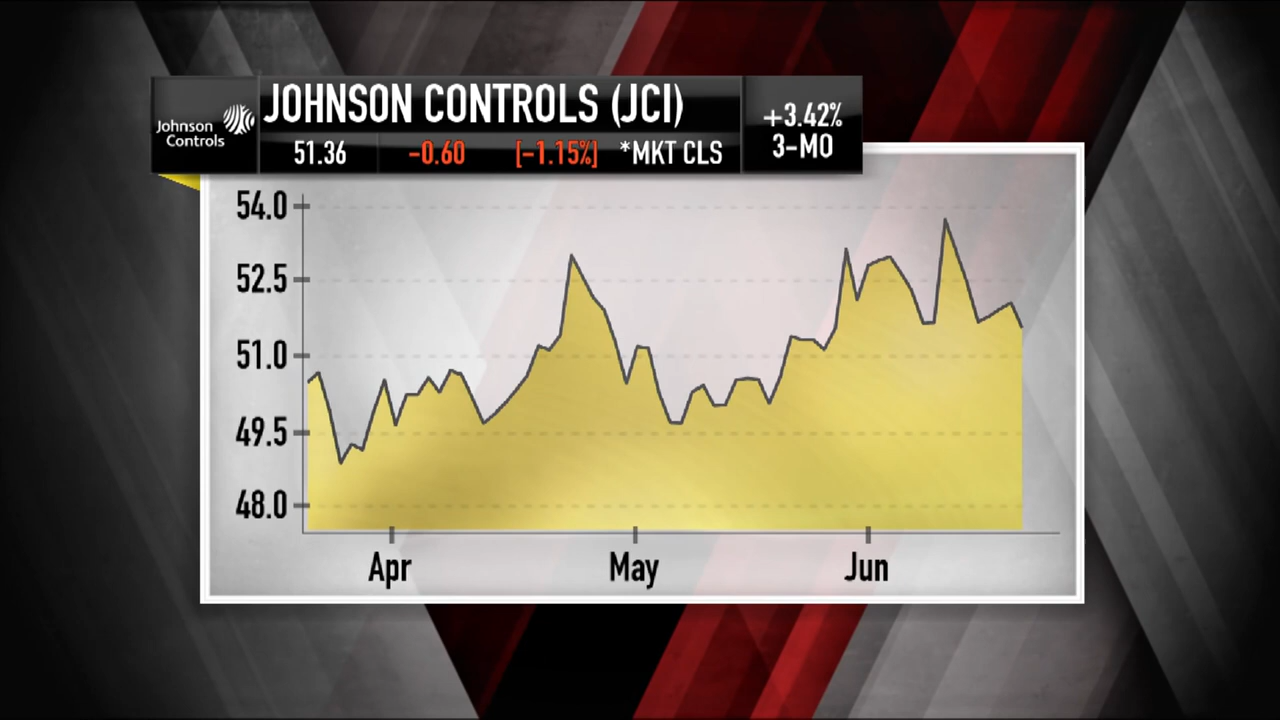 Johnson
Controls
JOHNSON CONTROLS (JCI)
51.36 -0.60 [-1.15%] *MKT CLS
+3.42%
3-MO
54.0
52.5
51.0
49.5
48.0
Apr May Jun